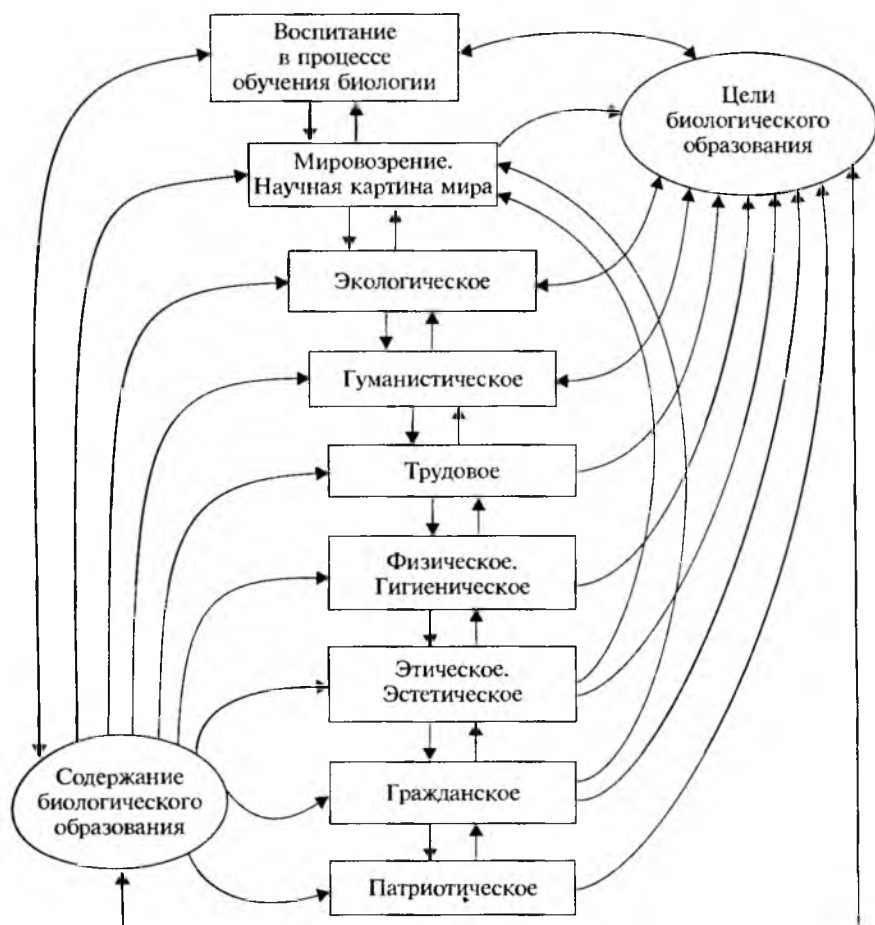 Воспитание
в процессе
обучения биологии
Цели
биологического
образования
Мировозрение.
Научная картина мира
Экологическое
Гуманистическое
Трудовое
Физическое.
Гигиеническое
Этическое.
Эстетическое
Содержание
биологического
образования
Гражданское
Патриотическое